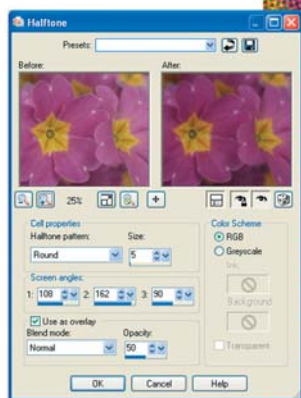 Halftone
Presets:
Before: After:
25%
Cell properties
Halftone pattern: Size:
Round 5
Screen angles:
1: 108 2: 162 3: 90
Use as overlay
Blend mode: Opacity:
Normal 50
Color Scheme
RGB
Greyscale
Ink:
Background
Transparent
OK Cancel Help